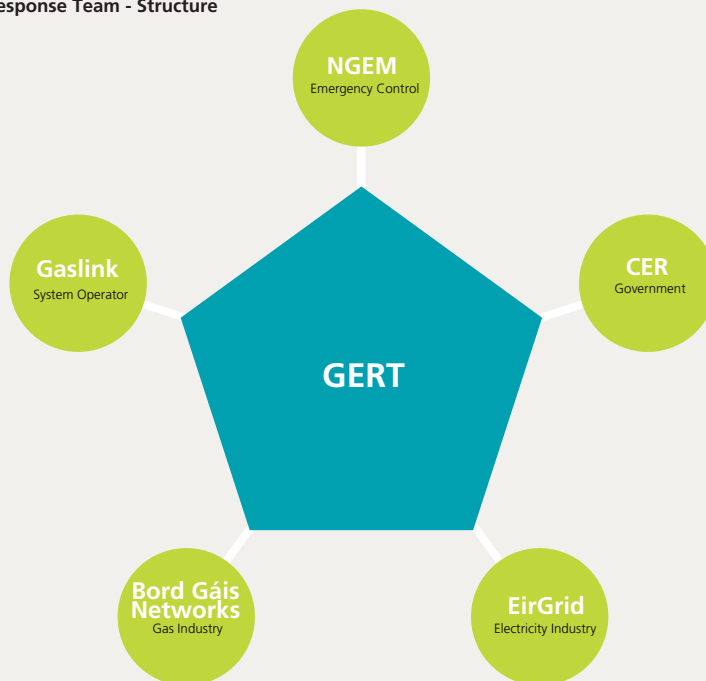 esponse Team - Structure
NGEM
Emergency Control
Gaslink
System Operator
CER
Government
GERT
Bord Gáis
Networks
Gas Industry
EirGrid
Electricity Industry